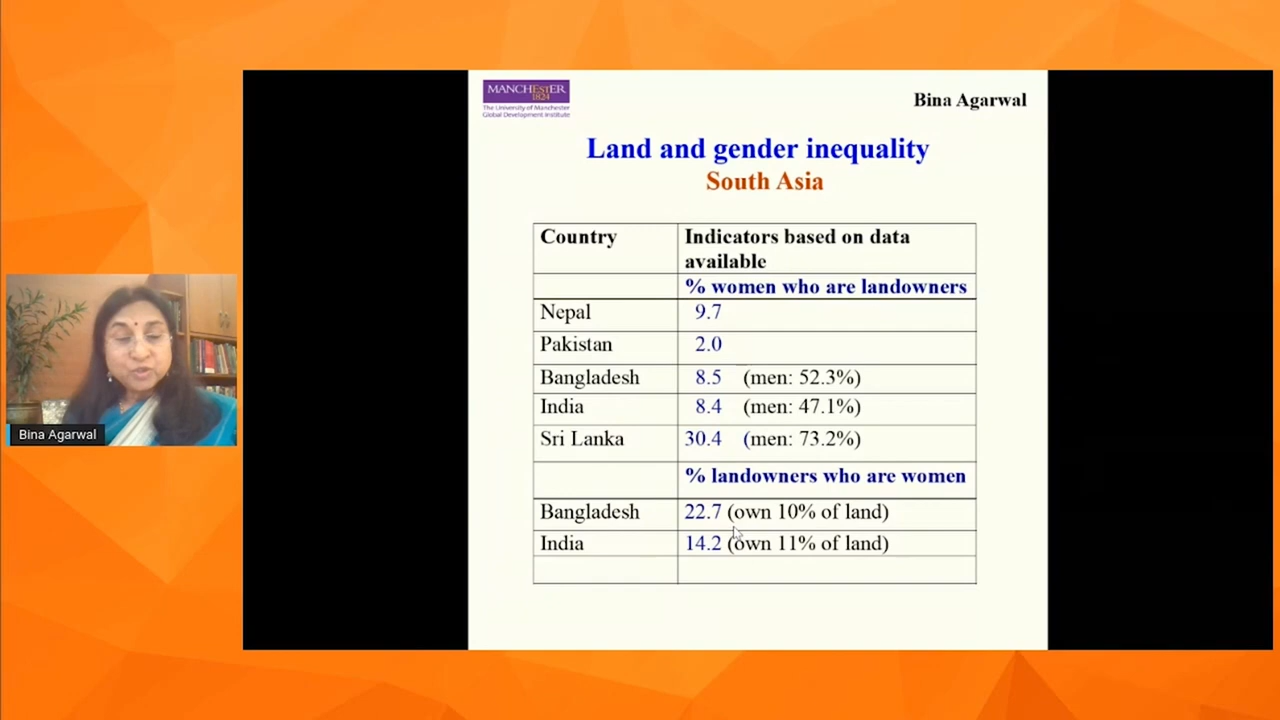 MANCHESTER
1824
The University of Manchester
Global Development Institute
Bina Agarwal
Land and gender inequality
South Asia
Country Indicators based on data
available
% women who are landowners
Nepal 9.7
Pakistan 2.0
Bangladesh 8.5 (men: 52.3%)
India 8.4 (men: 47.1%)
Sri Lanka 30.4 (men: 73.2%)
% landowners who are women
Bangladesh 22.7 (own 10% of land)
India 14.2 (own 11% of land)
Bina Agarwal